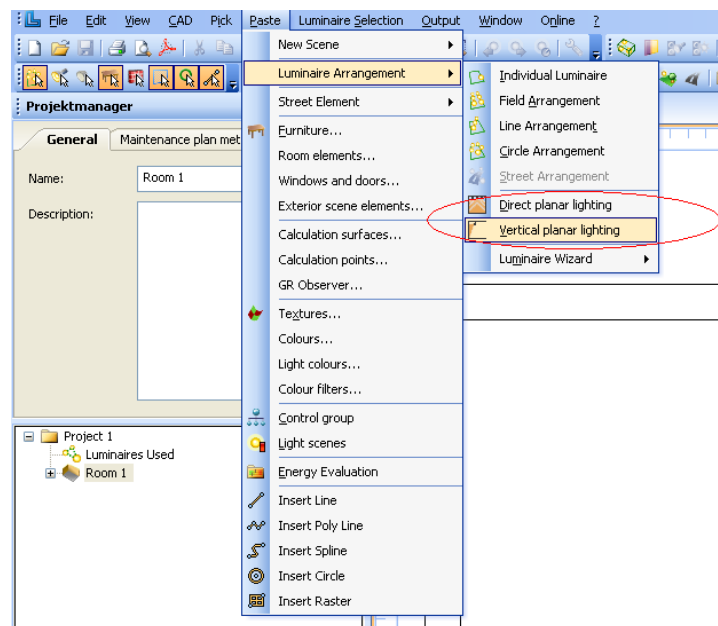 File Edit View CAD Pick Paste Luminaire Selection Output Window Online ?
Projektmanager
General Maintenance plan met
Name: Room 1
Description:
New Scene
Luminaire Arrangement
Street Element
Furniture...
Room elements...
Windows and doors...
Exterior scene elements...
Calculation surfaces...
Calculation points...
GR Observer...
Textures...
Colours...
Light colours...
Colour filters...
Control group
Light scenes
Energy Evaluation
Insert Line
Insert Poly Line
Insert Spline
Insert Circle
Insert Raster
Individual Luminaire
Field Arrangement
Line Arrangement
Circle Arrangement
Street Arrangement
Direct planar lighting
Vertical planar lighting
Luminaire Wizard
Project 1
Luminaires Used
Room 1